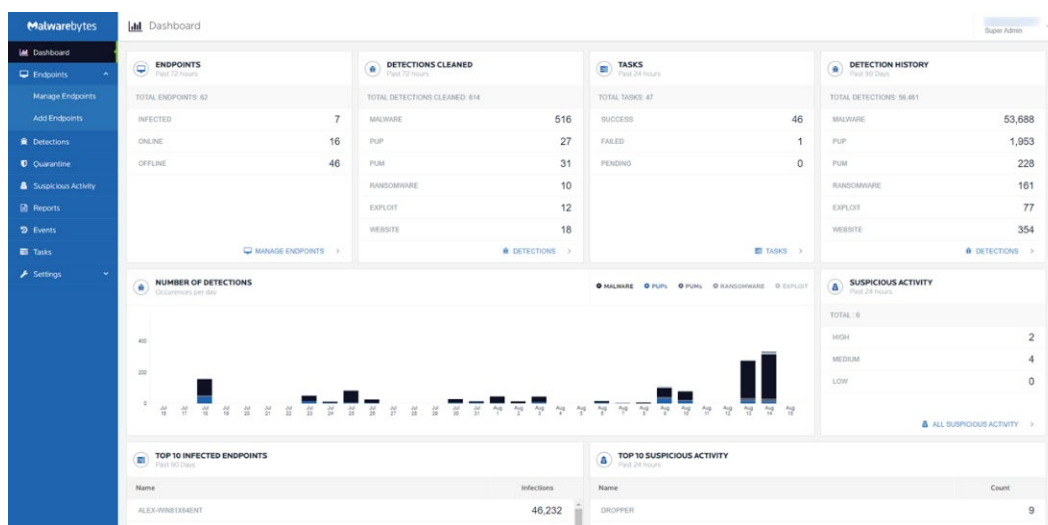 Malwarebytes
Dashboard
Super Admin
Dashboard
Endpoints
Manage Endpoints
Add Endpoints
Detections
Quarantine
Suspicious Activity
Reports
Events
Tasks
Settings
ENDPOINTS
Past 72 hours
TOTAL ENDPOINTS: 62
INFECTED 7
ONLINE 16
OFFLINE 46
MANAGE ENDPOINTS >
DETECTIONS CLEANED
Past 72 hours
TOTAL DETECTIONS CLEANED: 614
MALWARE 516
PUP 27
PUM 31
RANSOMWARE 10
EXPLOIT 12
WEBSITE 18
DETECTIONS >
TASKS
Past 24 hours
TOTAL TASKS: 47
SUCCESS 46
FAILED 1
PENDING 0
TASKS >
DETECTION HISTORY
Past 90 Days
TOTAL DETECTIONS: 56,461
MALWARE 53,688
PUP 1,953
PUM 228
RANSOMWARE 161
EXPLOIT 77
WEBSITE 354
DETECTIONS >
NUMBER OF DETECTIONS
Occurences per day
MALWARE PUPs PUMs RANSOMWARE EXPLOIT
400
200
0
SUSPICIOUS ACTIVITY
Past 24 hours
TOTAL : 6
HIGH 2
MEDIUM 4
LOW 0
ALL SUSPICIOUS ACTIVITY >
TOP 10 INFECTED ENDPOINTS
Past 90 Days
Name Infections
ALEX-WIN81X64ENT 46,232
TOP 10 SUSPICIOUS ACTIVITY
Past 24 hours
Name Count
DROPPER 9